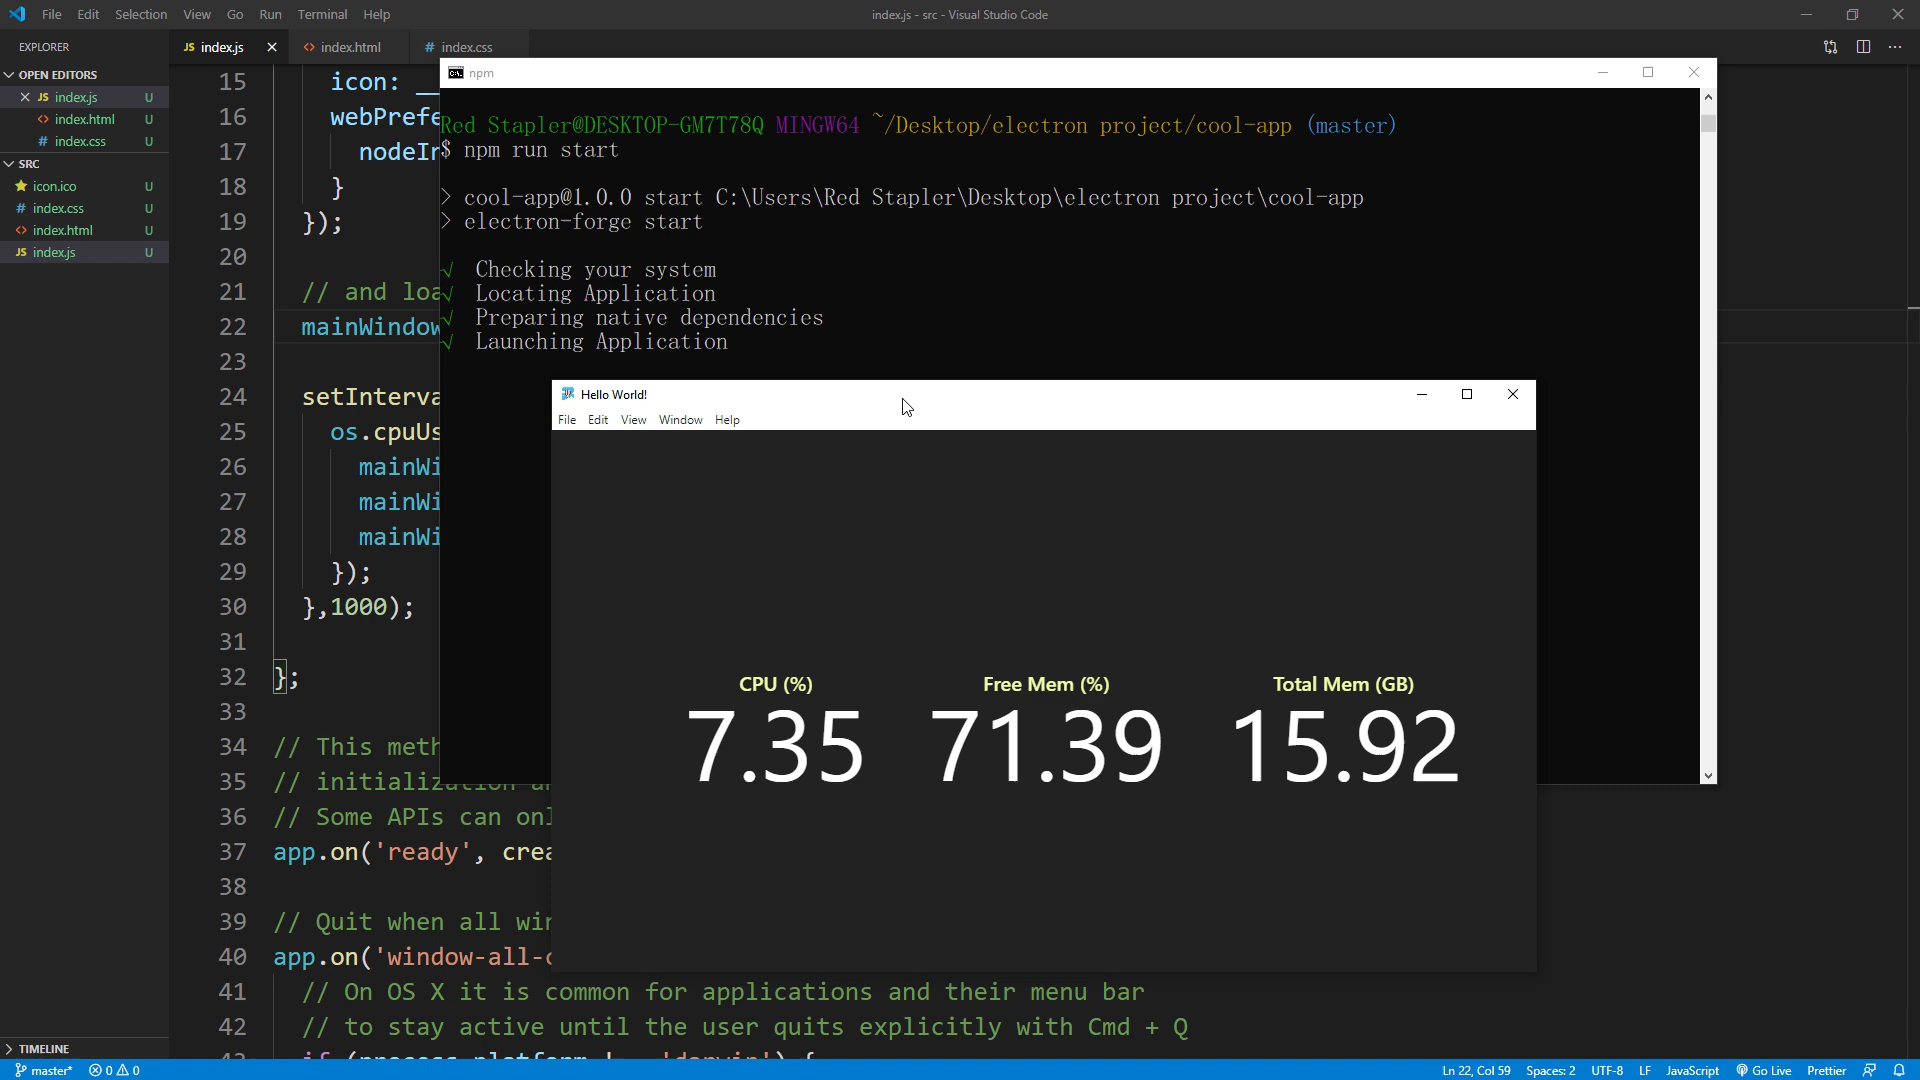 File Edit Selection View Go Run Terminal Help
index.js - src - Visual Studio Code
EXPLORER
JS index.js
<> index.html
# index.css
OPEN EDITORS
JS index.js U
<> index.html U
# index.css U
SRC
icon.ico U
# index.css U
<> index.html U
JS index.js U
TIMELINE
15 icon: __
16 webPrefe
17 nodeIn
18 }
19 });
20
21 // and loa
22 mainWindow
23
24 setInterva
25 os.cpuUs
26 mainWi
27 mainWi
28 mainWi
29 });
30 },1000);
31
32 };
33
34 // This meth
35 // initialization a
36 // Some APIs can onl
37 app.on('ready', crea
38
39 // Quit when all win
40 app.on('window-all-c
41 // On OS X it is common for applications and their menu bar
42 // to stay active until the user quits explicitly with Cmd + Q
npm
Red Stapler@DESKTOP-GM7T78Q MINGW64 ~/Desktop/electron project/cool-app (master)
$ npm run start
> cool-app@1.0.0 start C:\Users\Red Stapler\Desktop\electron project\cool-app
> electron-forge start
√ Checking your system
√ Locating Application
√ Preparing native dependencies
√ Launching Application
Hello World!
File Edit View Window Help
CPU (%)
7.35
Free Mem (%)
71.39
Total Mem (GB)
15.92
master* 0 0
Ln 22, Col 59 Spaces: 2 UTF-8 LF JavaScript Go Live Prettier